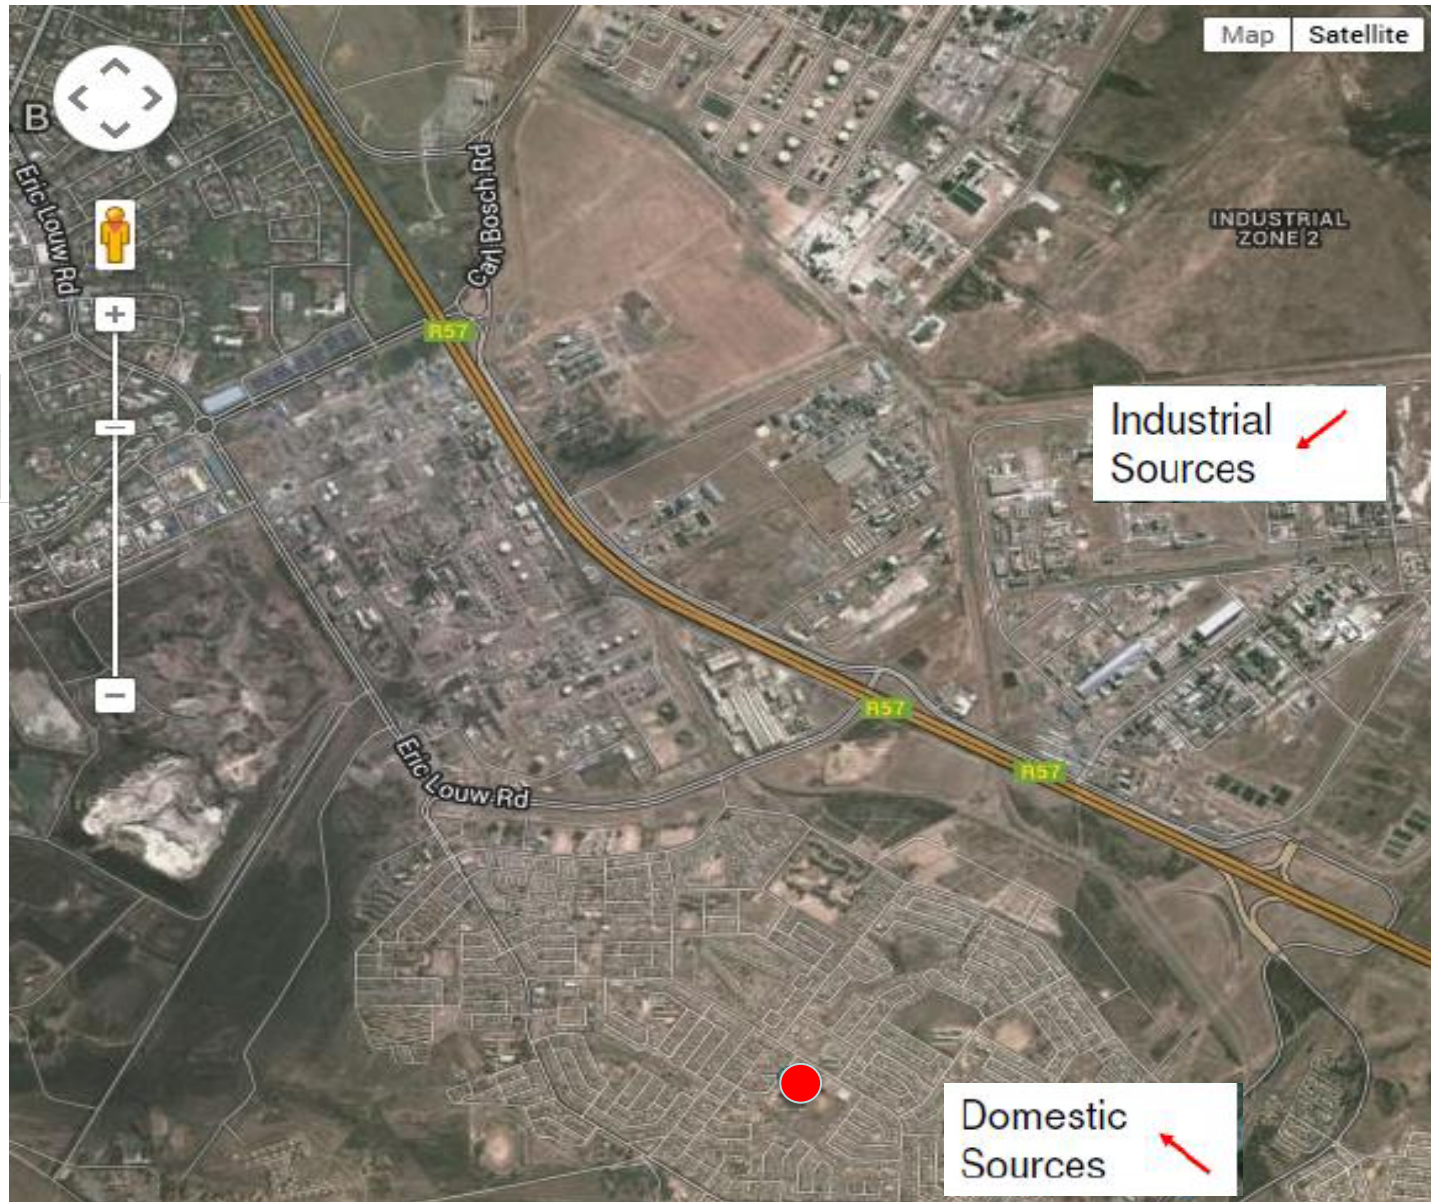 Map
Satellite
B
Eric Louw Rd
Carl Bosch Rd
INDUSTRIAL
ZONE 2
R57
Industrial
Sources
R57
R57
Eric Louw Rd
Domestic
Sources